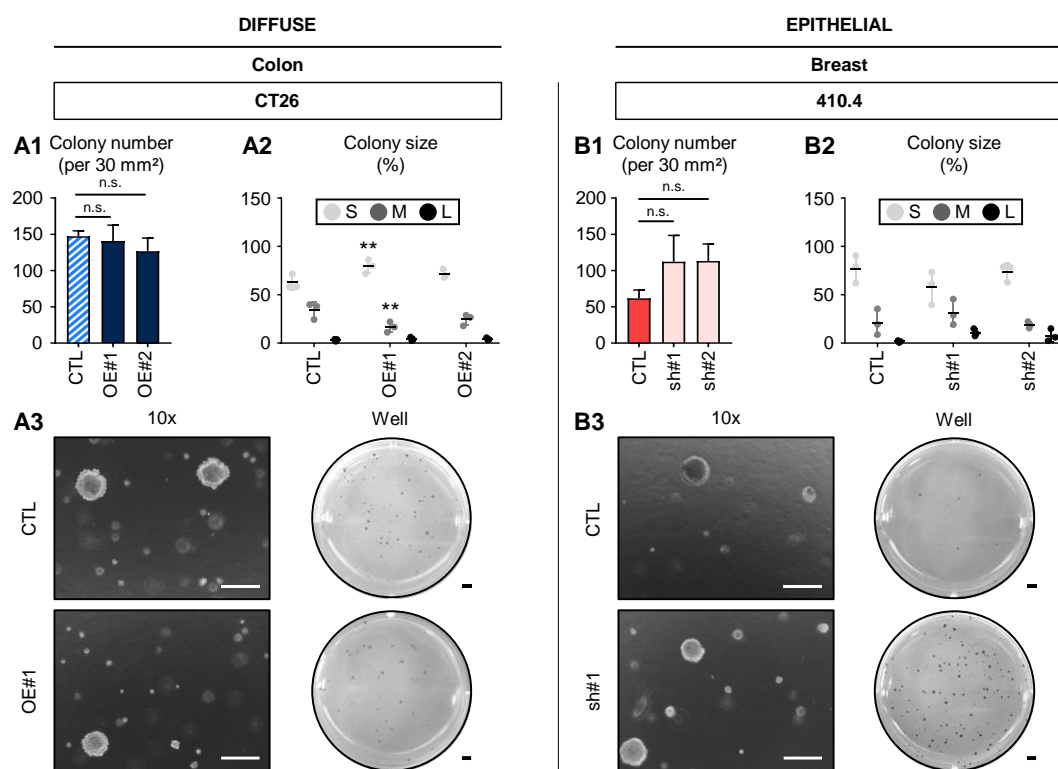 DIFFUSE
Colon
CT26
A1
Colony number
(per 30 mm²)
n.s.
n.s.
200
150
100
50
0
CTL
OE#1
OE#2
A2
Colony size
(%)
S M L
150
100
50
0
**
**
CTL
OE#1
OE#2
A3
10x
Well
CTL
OE#1
EPITHELIAL
Breast
410.4
B1
Colony number
(per 30 mm²)
n.s.
n.s.
200
150
100
50
0
CTL
sh#1
sh#2
B2
Colony size
(%)
S M L
150
100
50
0
CTL
sh#1
sh#2
B3
10x
Well
CTL
sh#1